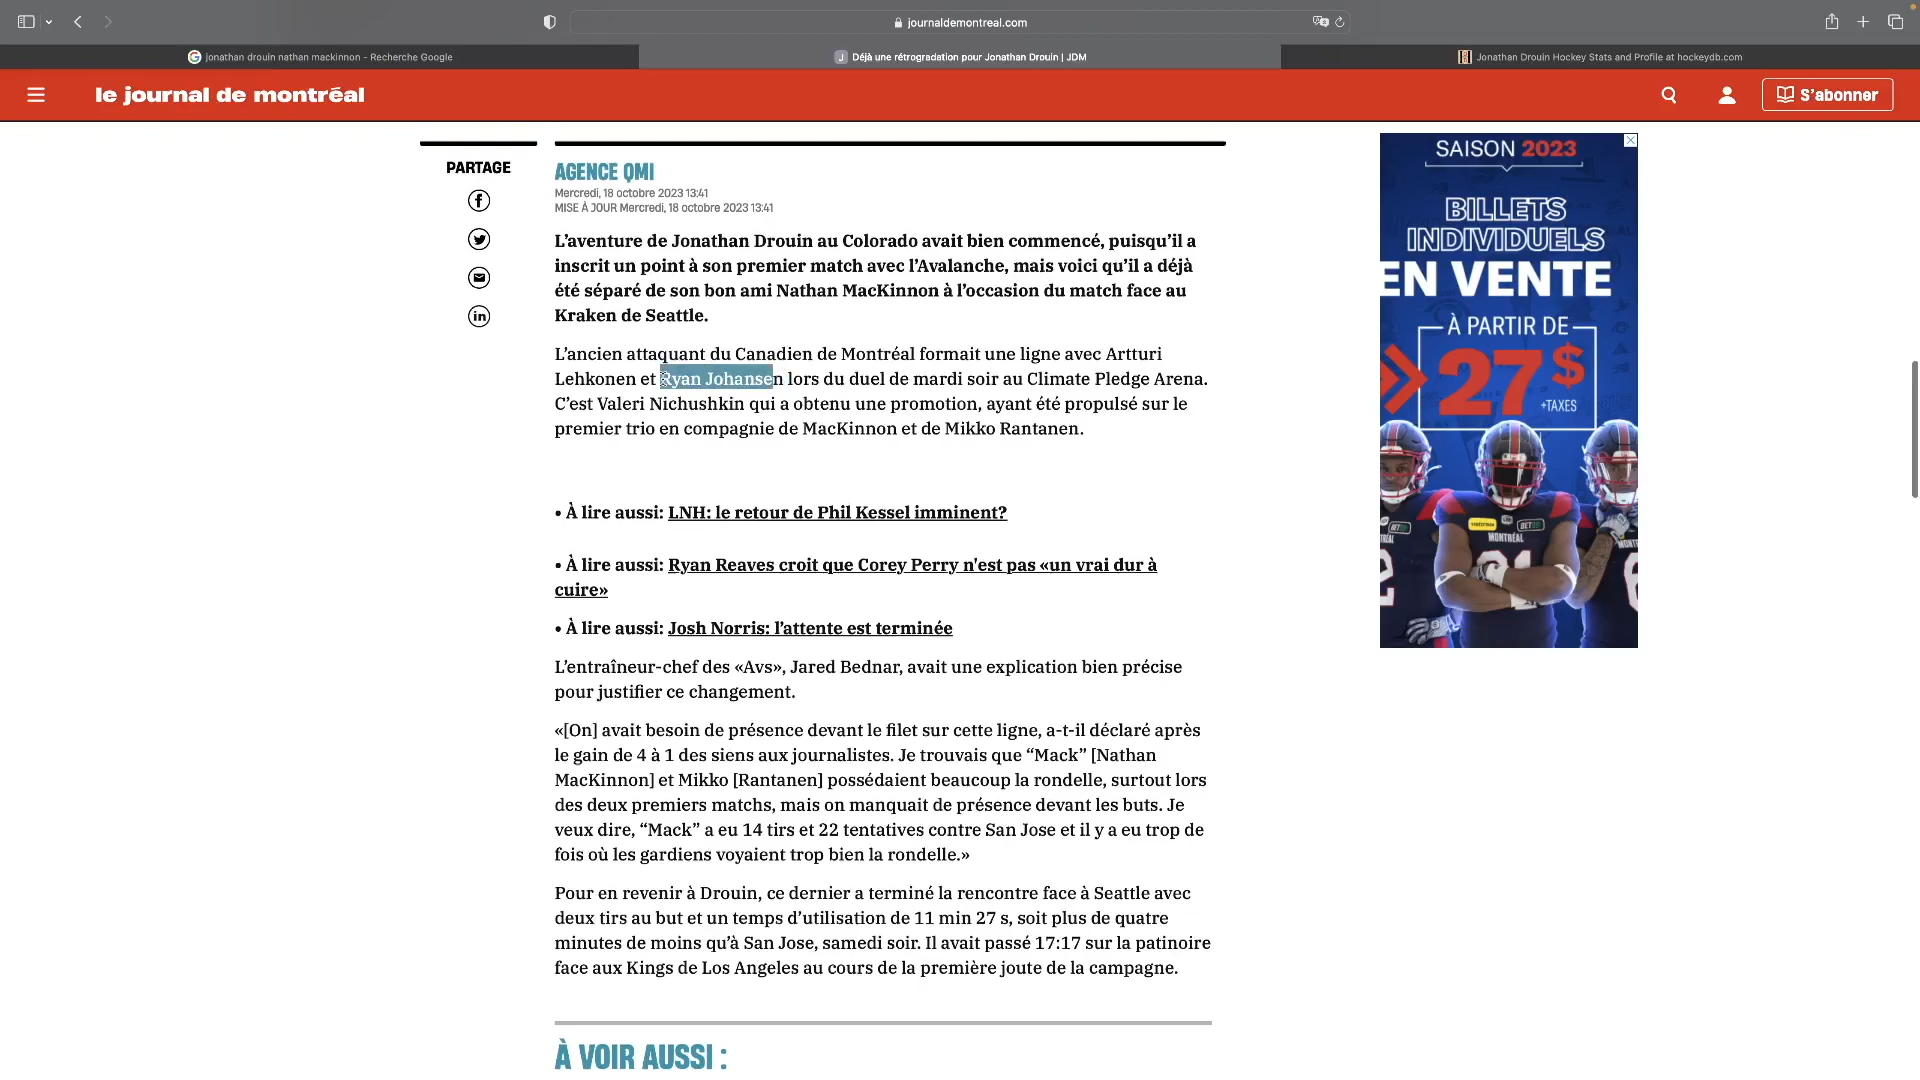 journaldemontreal.com
jonathan drouin nathan mackinnon - Recherche Google
J Déjà une rétrogradation pour Jonathan Drouin | JDM
Jonathan Drouin Hockey Stats and Profile at hockeydb.com
le journal de montréal
S'abonner
PARTAGE
AGENCE QMI
Mercredi, 18 octobre 2023 13:41
MISE À JOUR Mercredi, 18 octobre 2023 13:41
L’aventure de Jonathan Drouin au Colorado avait bien commencé, puisqu’il a
inscrit un point à son premier match avec l’Avalanche, mais voici qu’il a déjà
été séparé de son bon ami Nathan MacKinnon à l’occasion du match face au
Kraken de Seattle.
L’ancien attaquant du Canadien de Montréal formait une ligne avec Artturi
Lehkonen et Ryan Johansen lors du duel de mardi soir au Climate Pledge Arena.
C’est Valeri Nichushkin qui a obtenu une promotion, ayant été propulsé sur le
premier trio en compagnie de MacKinnon et de Mikko Rantanen.
• À lire aussi: LNH: le retour de Phil Kessel imminent?
• À lire aussi: Ryan Reaves croit que Corey Perry n'est pas «un vrai dur à
cuire»
• À lire aussi: Josh Norris: l’attente est terminée
L’entraîneur-chef des «Avs», Jared Bednar, avait une explication bien précise
pour justifier ce changement.
«[On] avait besoin de présence devant le filet sur cette ligne, a-t-il déclaré après
le gain de 4 à 1 des siens aux journalistes. Je trouvais que “Mack” [Nathan
MacKinnon] et Mikko [Rantanen] possédaient beaucoup la rondelle, surtout lors
des deux premiers matchs, mais on manquait de présence devant les buts. Je
veux dire, “Mack” a eu 14 tirs et 22 tentatives contre San Jose et il y a eu trop de
fois où les gardiens voyaient trop bien la rondelle.»
Pour en revenir à Drouin, ce dernier a terminé la rencontre face à Seattle avec
deux tirs au but et un temps d’utilisation de 11 min 27 s, soit plus de quatre
minutes de moins qu’à San Jose, samedi soir. Il avait passé 17:17 sur la patinoire
face aux Kings de Los Angeles au cours de la première joute de la campagne.
À VOIR AUSSI :
SAISON 2023
BILLETS
INDIVIDUELS
EN VENTE
À PARTIR DE
27$
+TAXES
MONTRÉAL